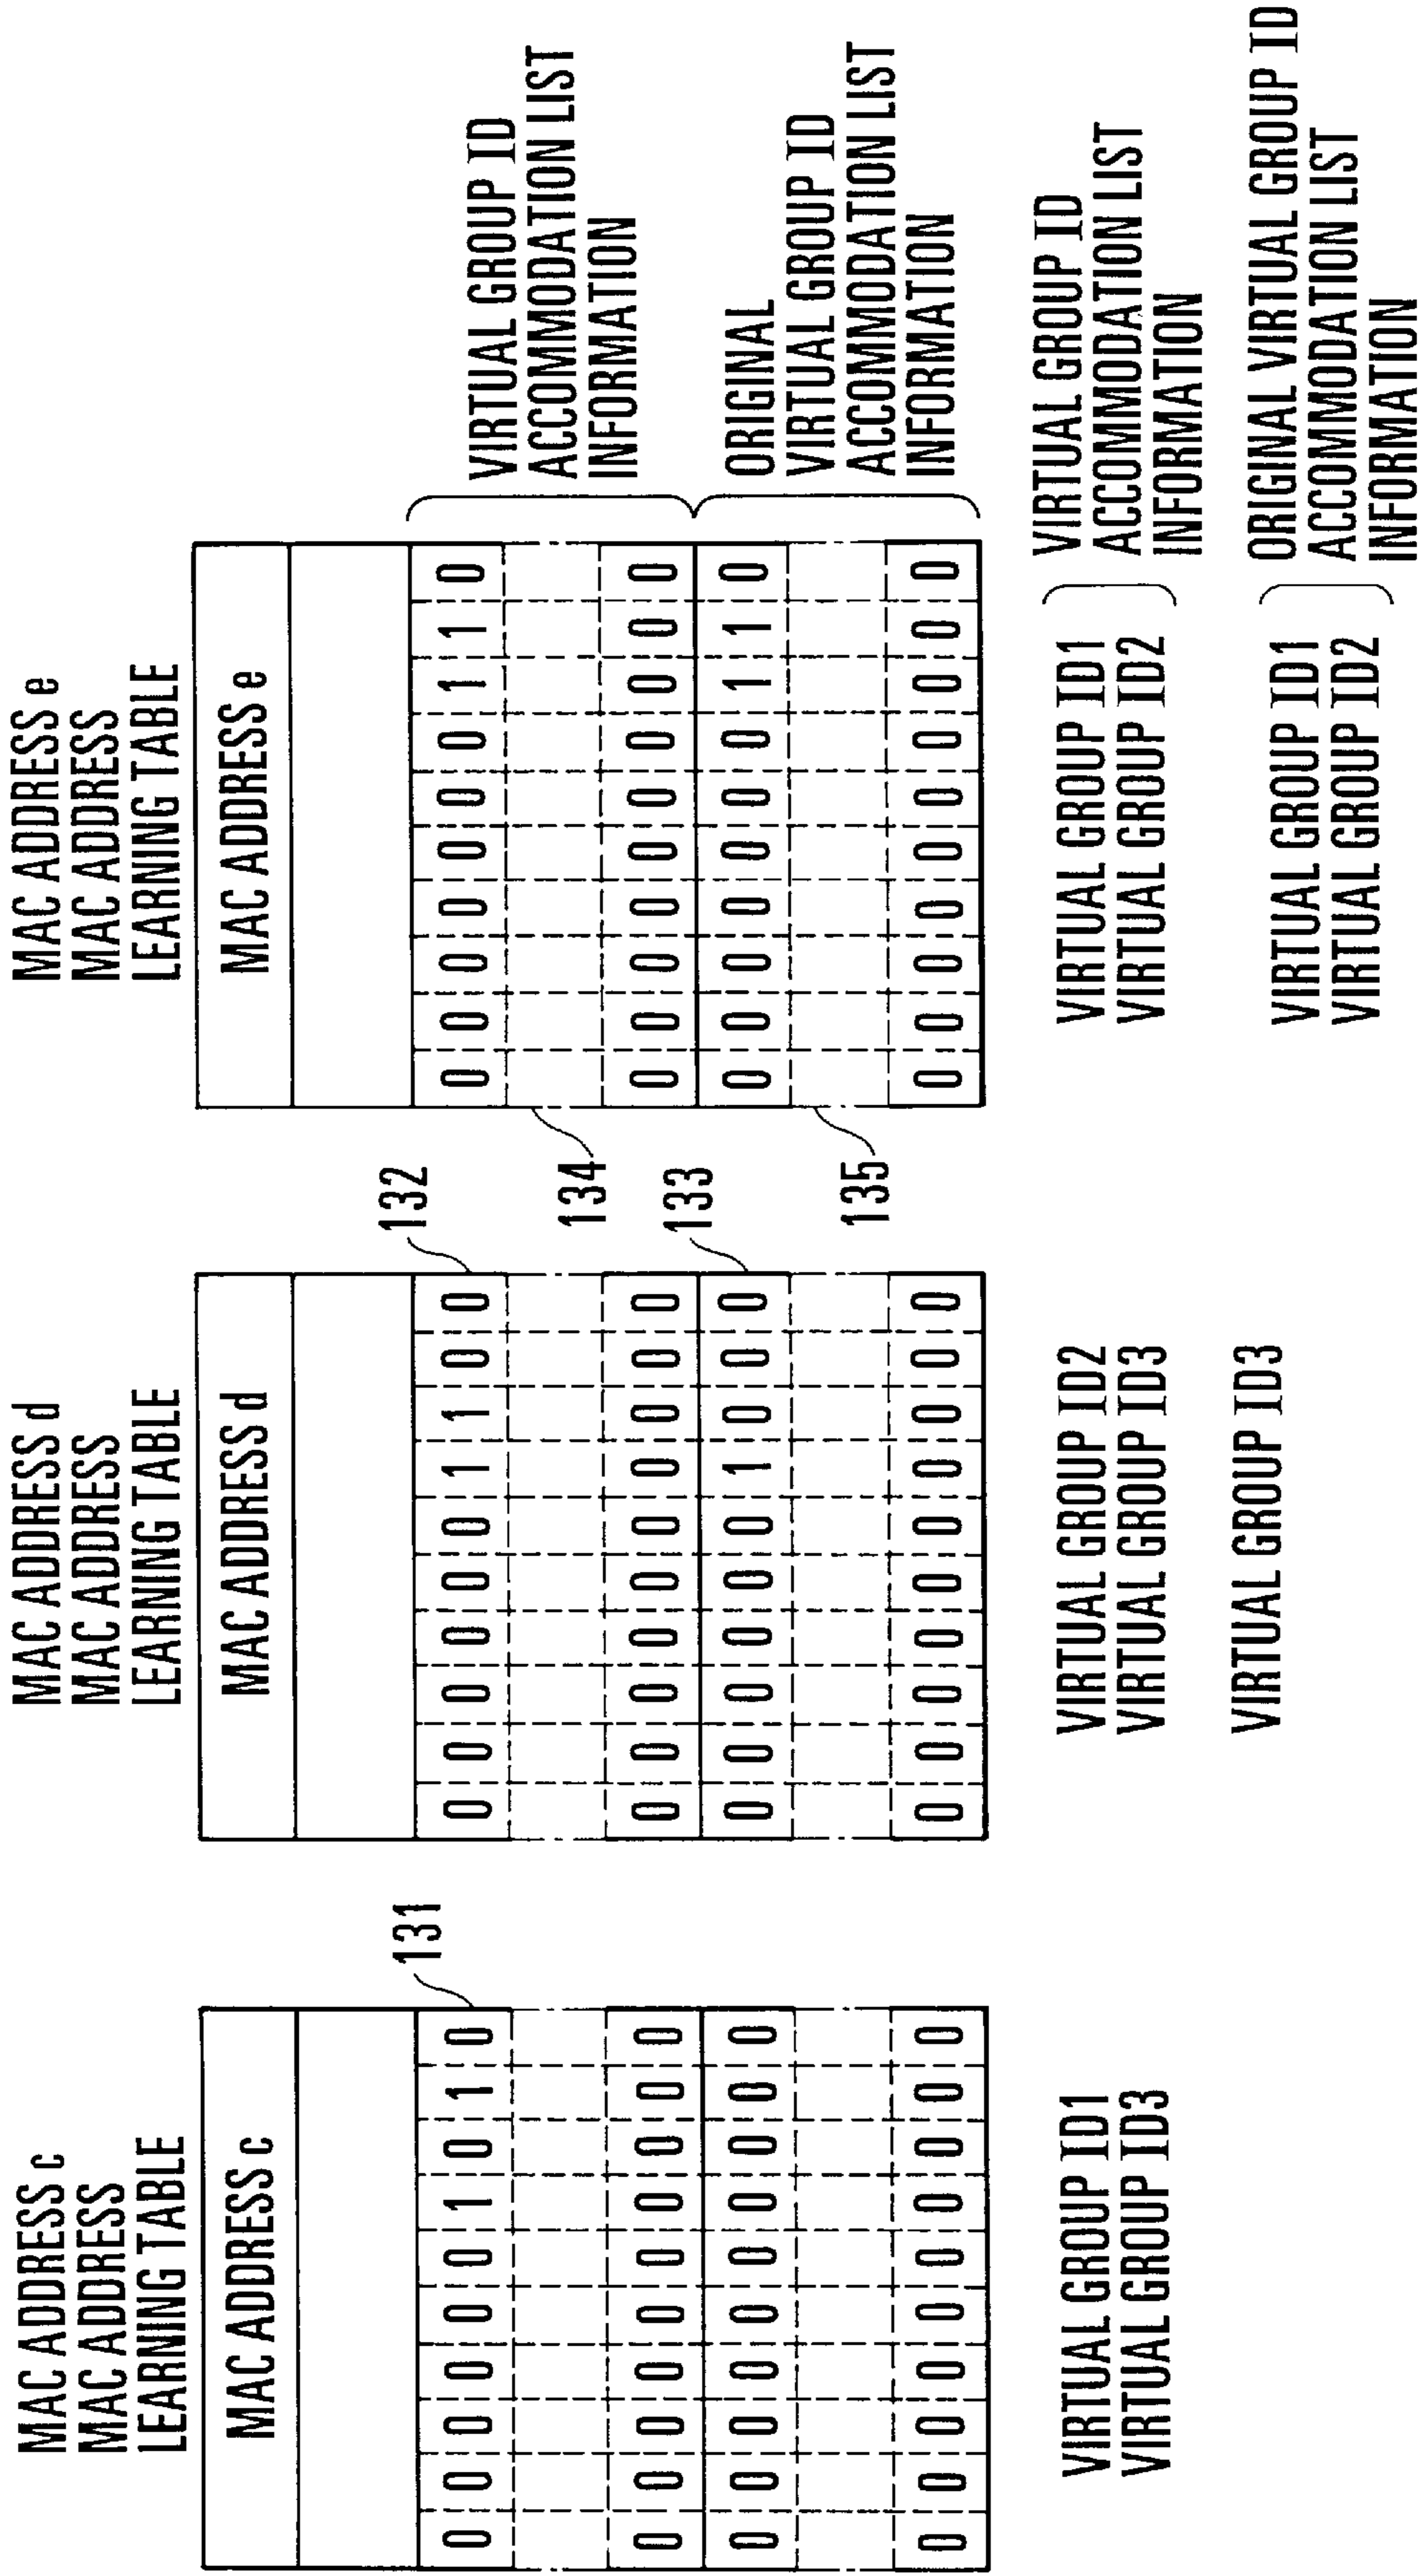 MAC ADDRESS c
MAC ADDRESS
LEARNING TABLE
MAC ADDRESS c
131
0 0 0 0 0 0 1 0 1 0
0 0 0 0 0 0 0 0 0 0
0 0 0 0 0 0 0 0 0 0
0 0 0 0 0 0 0 0 0 0
VIRTUAL GROUP ID1
VIRTUAL GROUP ID3
MAC ADDRESS d
MAC ADDRESS
LEARNING TABLE
MAC ADDRESS d
132
0 0 0 0 0 0 1 1 0 0
0 0 0 0 0 0 0 0 0 0
133
0 0 0 0 0 0 1 0 0 0
0 0 0 0 0 0 0 0 0 0
VIRTUAL GROUP ID2
VIRTUAL GROUP ID3
VIRTUAL GROUP ID3
MAC ADDRESS e
MAC ADDRESS
LEARNING TABLE
MAC ADDRESS e
0 0 0 0 0 0 0 1 1 0
134
0 0 0 0 0 0 0 0 0 0
0 0 0 0 0 0 0 1 1 0
135
0 0 0 0 0 0 0 0 0 0
VIRTUAL GROUP ID
ACCOMMODATION LIST
INFORMATION
ORIGINAL
VIRTUAL GROUP ID
ACCOMMODATION LIST
INFORMATION
VIRTUAL GROUP ID1
VIRTUAL GROUP ID2
VIRTUAL GROUP ID
ACCOMMODATION LIST
INFORMATION
VIRTUAL GROUP ID1
VIRTUAL GROUP ID2
ORIGINAL VIRTUAL GROUP ID
ACCOMMODATION LIST
INFORMATION